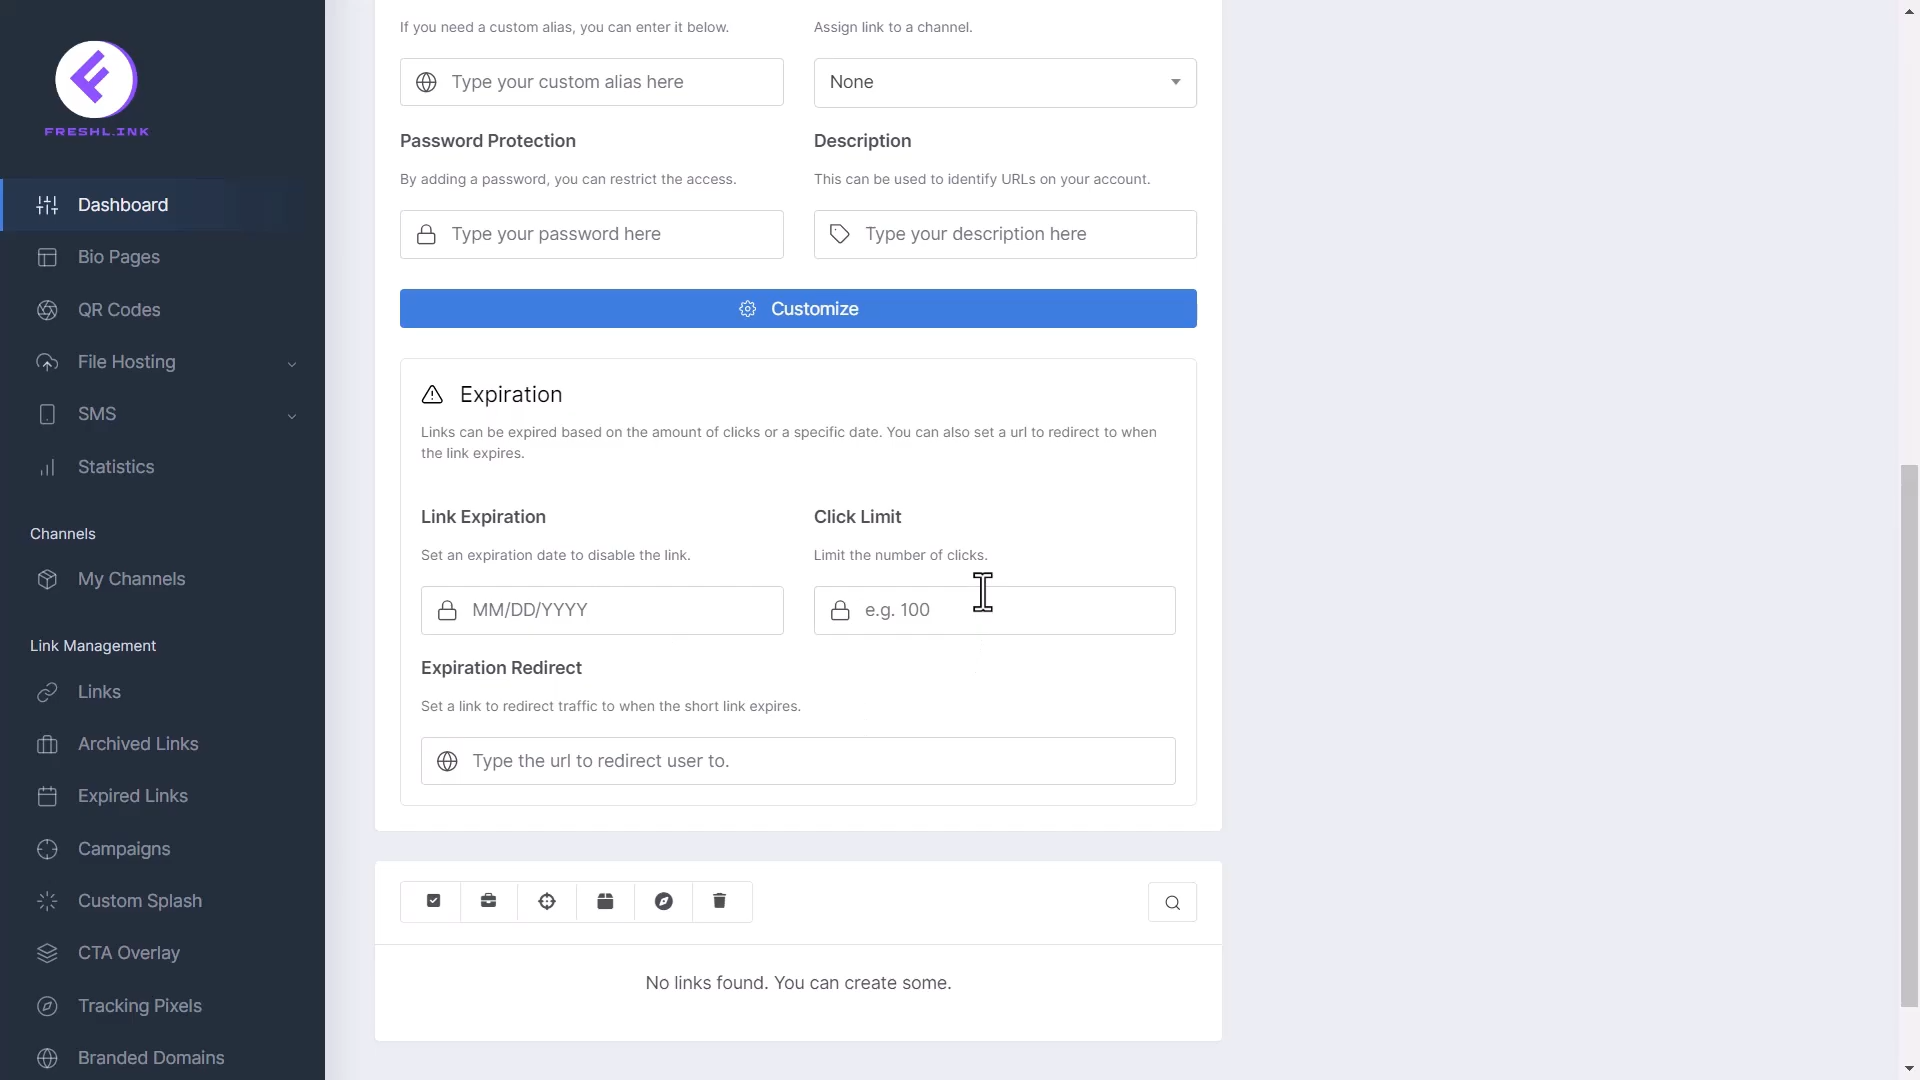 FRESHL.INK
Dashboard
Bio Pages
QR Codes
File Hosting
SMS
Statistics
Channels
My Channels
Link Management
Links
Archived Links
Expired Links
Campaigns
Custom Splash
CTA Overlay
Tracking Pixels
Branded Domains
If you need a custom alias, you can enter it below.
Type your custom alias here
Assign link to a channel.
None
Password Protection
By adding a password, you can restrict the access.
Type your password here
Description
This can be used to identify URLs on your account.
Type your description here
Customize
Expiration
Links can be expired based on the amount of clicks or a specific date. You can also set a url to redirect to when
the link expires.
Link Expiration
Set an expiration date to disable the link.
MM/DD/YYYY
Click Limit
Limit the number of clicks.
e.g. 100
Expiration Redirect
Set a link to redirect traffic to when the short link expires.
Type the url to redirect user to.
No links found. You can create some.